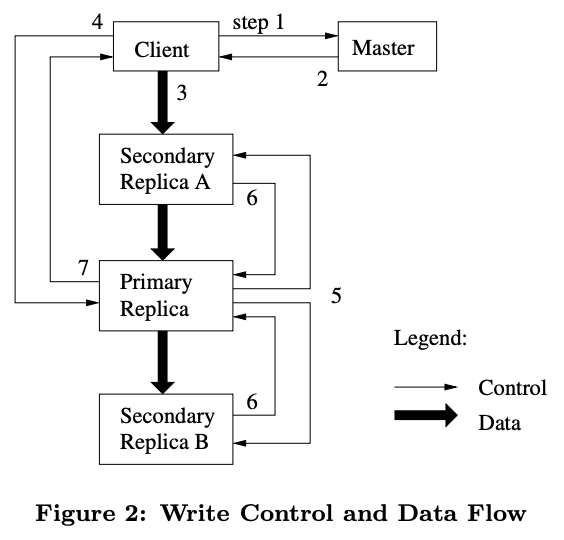 4
step 1
Client
Master
2
3
Secondary
Replica A
6
7
Primary
Replica
5
Legend:
Control
6
Secondary
Replica B
Data
Figure 2: Write Control and Data Flow